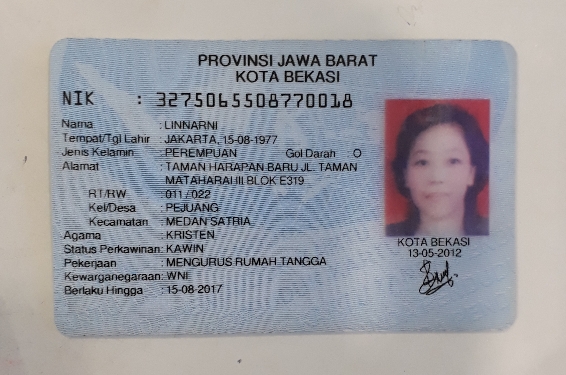 PROVINSI JAWA BARAT
KOTA BEKASI
NIK : 3275065508770018
Nama : LINNARNI
Tempat/Tgl Lahir : JAKARTA, 15-08-1977
Jenis Kelamin : PEREMPUAN Gol Darah O
Alamat : TAMAN HARAPAN BARU JL. TAMAN
MATAHARAI II BLOK E319
RT/RW : 011 / 022
Kel/Desa : PEJUANG
Kecamatan : MEDAN SATRIA
Agama : KRISTEN
Status Perkawinan: KAWIN
Pekerjaan : MENGURUS RUMAH TANGGA
Kewarganegaraan: WNI
Berlaku Hingga : 15-08-2017
KOTA BEKASI
13-05-2012